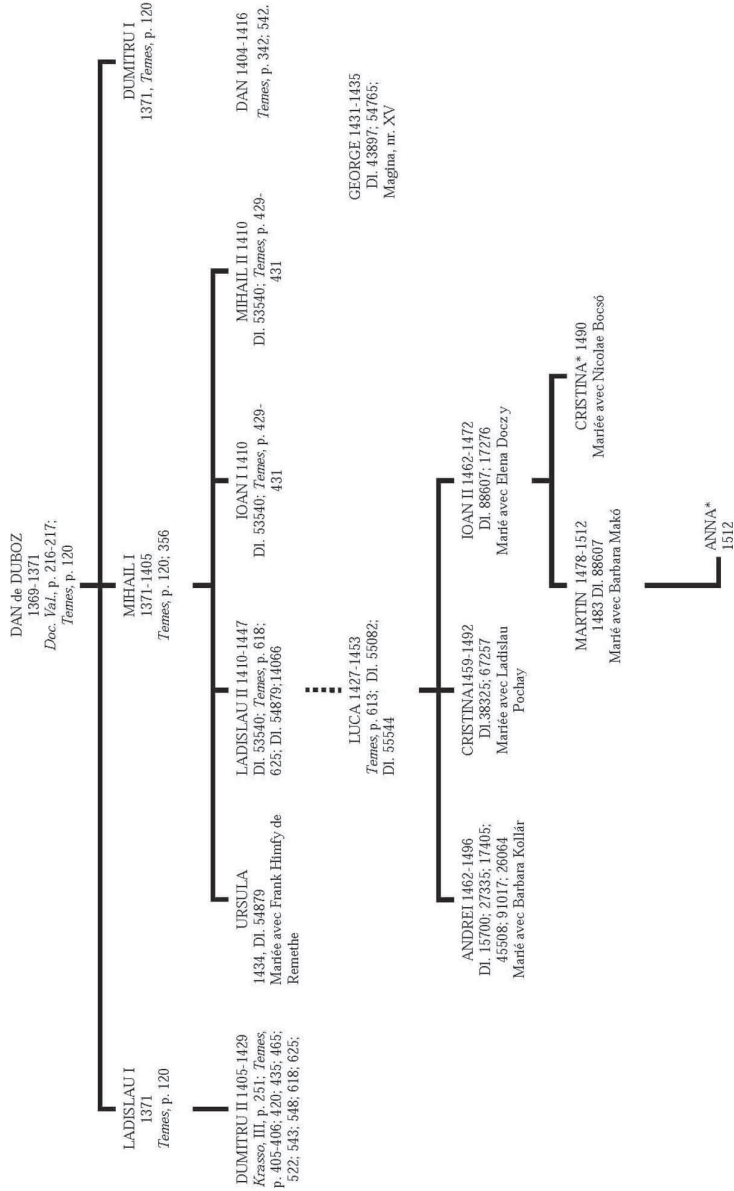 DAN de DUBOZ
1369-1371
Doc. Val., p. 216-217;
Temes, p. 120
LADISLAU I
1371
Temes, p. 120
MIHAIL I
1371-1405
Temes, p. 120; 356
DUMITRU I
1371, Temes, p. 120
DUMITRU II 1405-1429
Krasso, III, p. 251; Temes,
p. 405-406; 420; 435; 465;
522; 543; 548; 618; 625;
URSULA
1434, Dl. 54879
Mariée avec Frank Himfy de
Remethe
LADISLAU II 1410-1447
Dl. 53540; Temes, p. 618;
625; Dl. 54879;14066
IOAN I 1410
Dl. 53540; Temes, p. 429-
431
MIHAIL II 1410
Dl. 53540; Temes, p. 429-
431
DAN 1404-1416
Temes, p. 342; 542.
LUCA 1427-1453
Temes, p. 613; Dl. 55082;
Dl. 55544
GEORGE 1431-1435
Dl. 43897; 54765;
Magina, nr. XV
ANDREI 1462-1496
Dl. 15700; 27335; 17405;
45508; 91017; 26064
Marié avec Barbara Kollár
CRISTINA1459-1492
Dl.38325; 67257
Mariée avec Ladislau
Pochay
IOAN II 1462-1472
Dl. 88607; 17276
Marié avec Elena Doczy
MARTIN 1478-1512
1483 Dl. 88607
Marié avec Barbara Makó
CRISTINA* 1490
Mariée avec Nicolae Bocsó
ANNA*
1512